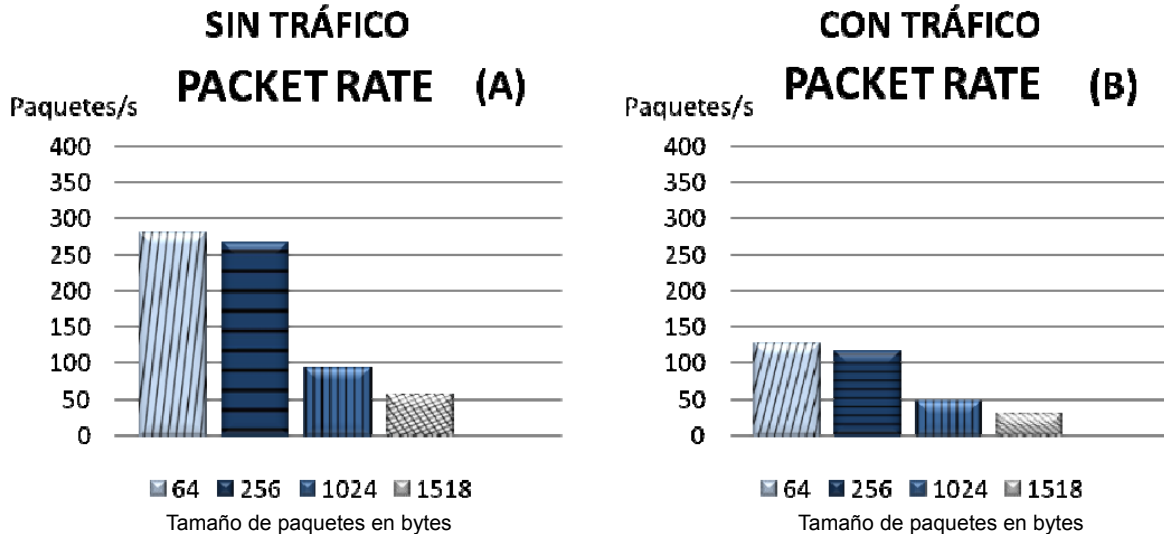 SIN TRÁFICO
PACKET RATE (A)
Paquetes/s
400
350
300
250
200
150
100
50
0
64 256 1024 1518
Tamaño de paquetes en bytes
CON TRÁFICO
PACKET RATE (B)
Paquetes/s
400
350
300
250
200
150
100
50
0
64 256 1024 1518
Tamaño de paquetes en bytes